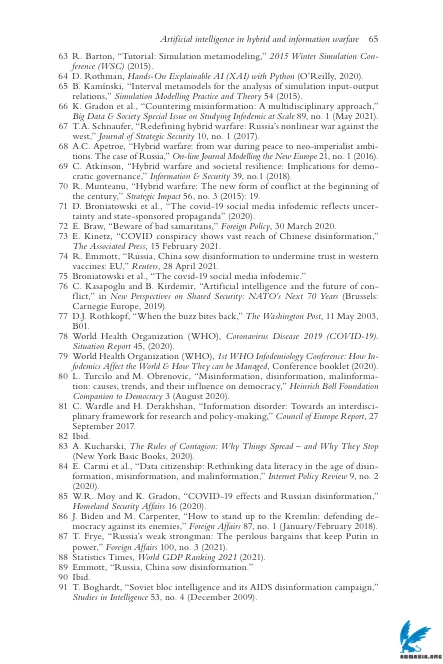 Artificial intelligence in hybrid and information warfare 65
63 R. Barton, “Tutorial: Simulation metamodeling,” 2015 Winter Simulation Con-
ference (WSC) (2015).
64 D. Rothman, Hands-On Explainable AI (XAI) with Python (O’Reilly, 2020).
65 B. Kamiński, “Interval metamodels for the analysis of simulation input-output
relations,” Simulation Modelling Practice and Theory 54 (2015).
66 K. Gradon et al., “Countering misinformation: A multidisciplinary approach,”
Big Data & Society Special Issue on Studying Infodemic at Scale 89, no. 1 (May 2021).
67 T.A. Schnaufer, “Redefining hybrid warfare: Russia’s nonlinear war against the
west,” Journal of Strategic Security 10, no. 1 (2017).
68 A.C. Apetroe, “Hybrid warfare: from war during peace to neo-imperialist ambi-
tions. The case of Russia,” On-line Journal Modelling the New Europe 21, no. 1 (2016).
69 C. Atkinson, “Hybrid warfare and societal resilience: Implications for demo-
cratic governance,” Information & Security 39, no.1 (2018).
70 R. Munteanu, “Hybrid warfare: The new form of conflict at the beginning of
the century,” Strategic Impact 56, no. 3 (2015): 19.
71 D. Broniatowski et al., “The covid-19 social media infodemic reflects uncer-
tainty and state-sponsored propaganda” (2020).
72 E. Braw, “Beware of bad samaritans,” Foreign Policy, 30 March 2020.
73 E. Kinetz, “COVID conspiracy shows vast reach of Chinese disinformation,”
The Associated Press, 15 February 2021.
74 R. Emmott, “Russia, China sow disinformation to undermine trust in western
vaccines: EU,” Reuters, 28 April 2021.
75 Broniatowski et al., “The covid-19 social media infodemic.”
76 C. Kasapoglu and B. Kirdemir, “Artificial intelligence and the future of con-
flict,” in New Perspectives on Shared Security: NATO’s Next 70 Years (Brussels:
Carnegie Europe, 2019).
77 D.J. Rothkopf, “When the buzz bites back,” The Washington Post, 11 May 2003,
B01.
78 World Health Organization (WHO), Coronavirus Disease 2019 (COVID-19).
Situation Report 45, (2020).
79 World Health Organization (WHO), 1st WHO Infodemiology Conference: How In-
fodemics Affect the World & How They can be Managed, Conference booklet (2020).
80 L. Turcilo and M. Obrenovic, “Misinformation, disinformation, malinforma-
tion: causes, trends, and their influence on democracy,” Heinrich Böll Foundation
Companion to Democracy 3 (August 2020).
81 C. Wardle and H. Derakhshan, “Information disorder: Towards an interdisci-
plinary framework for research and policy-making,” Council of Europe Report, 27
September 2017.
82 Ibid.
83 A. Kucharski, The Rules of Contagion: Why Things Spread – and Why They Stop
(New York Basic Books, 2020).
84 E. Carmi et al., “Data citizenship: Rethinking data literacy in the age of disin-
formation, misinformation, and malinformation,” Internet Policy Review 9, no. 2
(2020).
85 W.R. Moy and K. Gradon, “COVID-19 effects and Russian disinformation,”
Homeland Security Affairs 16 (2020).
86 J. Biden and M. Carpenter, “How to stand up to the Kremlin: defending de-
mocracy against its enemies,” Foreign Affairs 87, no. 1 (January/February 2018).
87 T. Frye, “Russia’s weak strongman: The perilous bargains that keep Putin in
power,” Foreign Affairs 100, no. 3 (2021).
88 Statistics Times, World GDP Ranking 2021 (2021).
89 Emmott, “Russia, China sow disinformation.”
90 Ibid.
91 T. Boghardt, “Soviet bloc intelligence and its AIDS disinformation campaign,”
Studies in Intelligence 53, no. 4 (December 2009).